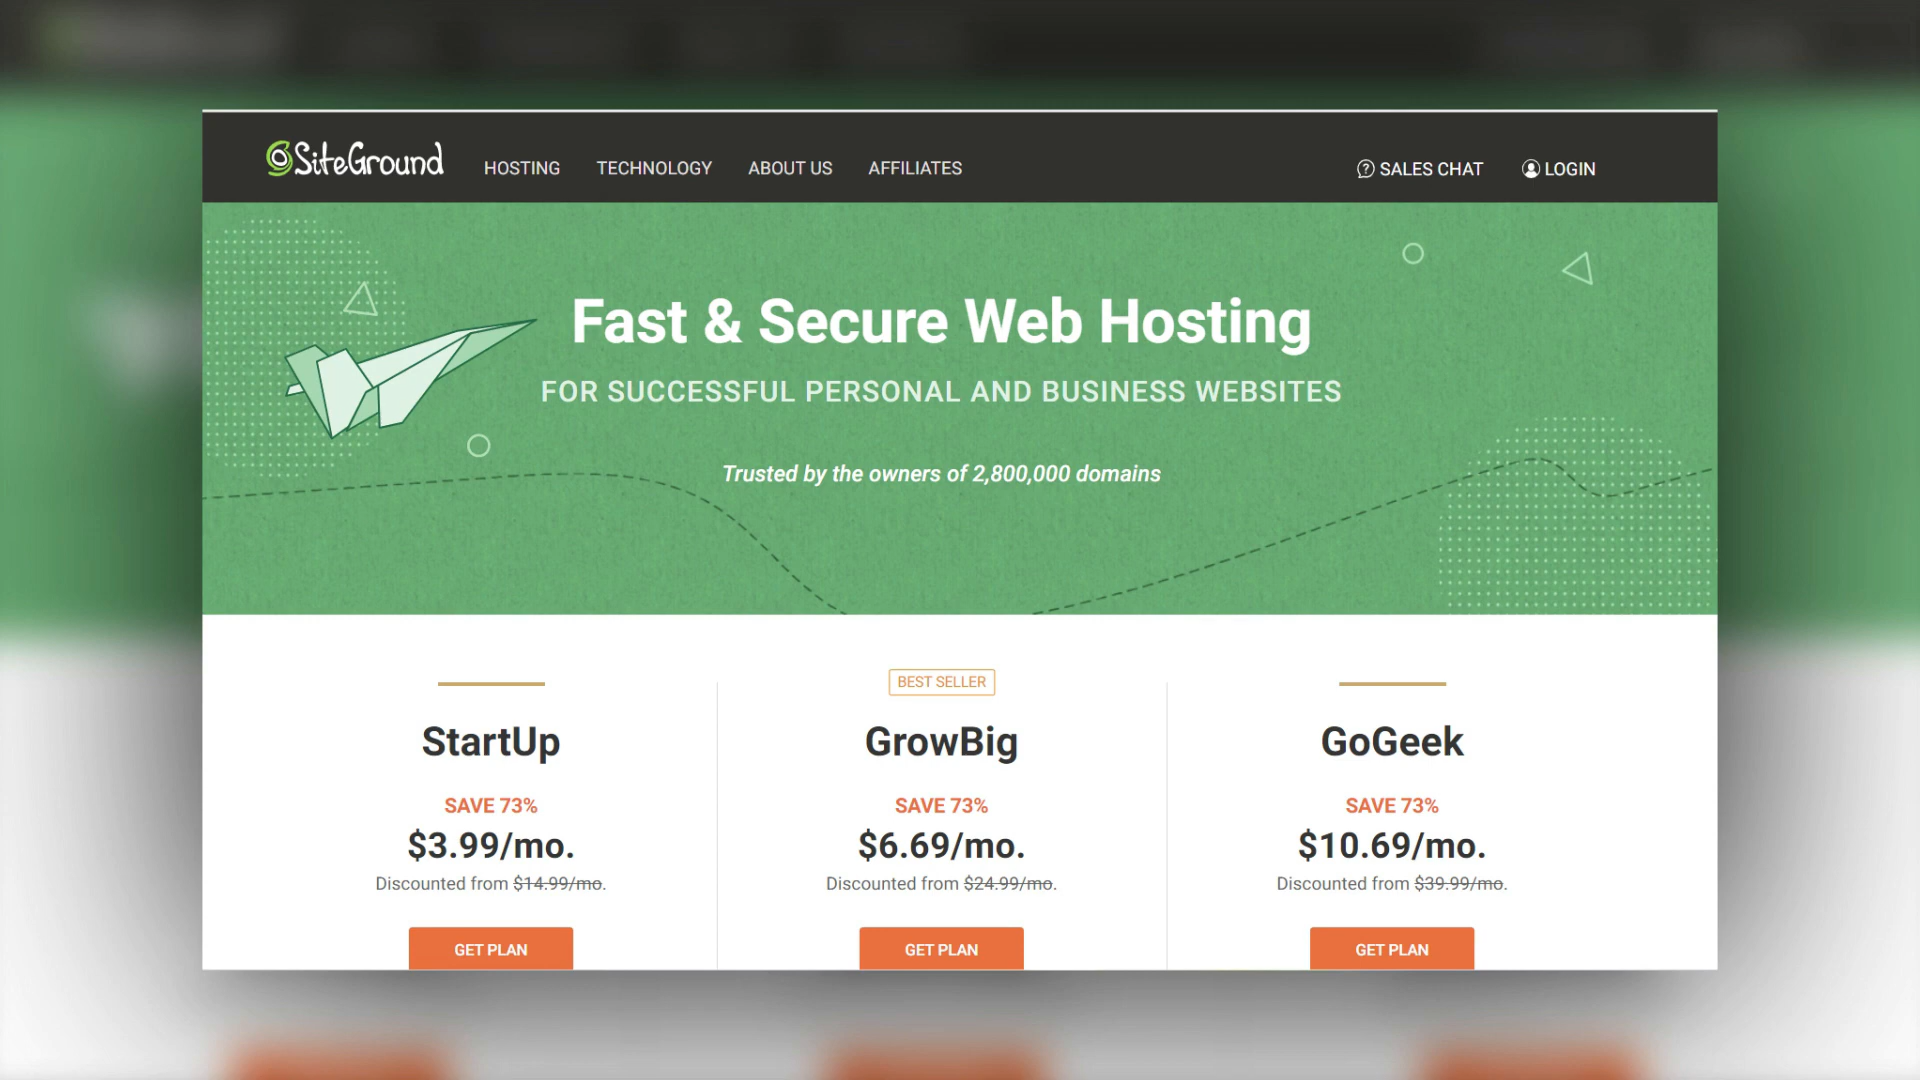 SiteGround
HOSTING TECHNOLOGY ABOUT US AFFILIATES
SALES CHAT LOGIN
Fast & Secure Web Hosting
FOR SUCCESSFUL PERSONAL AND BUSINESS WEBSITES
Trusted by the owners of 2,800,000 domains
StartUp
SAVE 73%
$3.99/mo.
Discounted from $14.99/mo.
GET PLAN
BEST SELLER
GrowBig
SAVE 73%
$6.69/mo.
Discounted from $24.99/mo.
GET PLAN
GoGeek
SAVE 73%
$10.69/mo.
Discounted from $39.99/mo.
GET PLAN